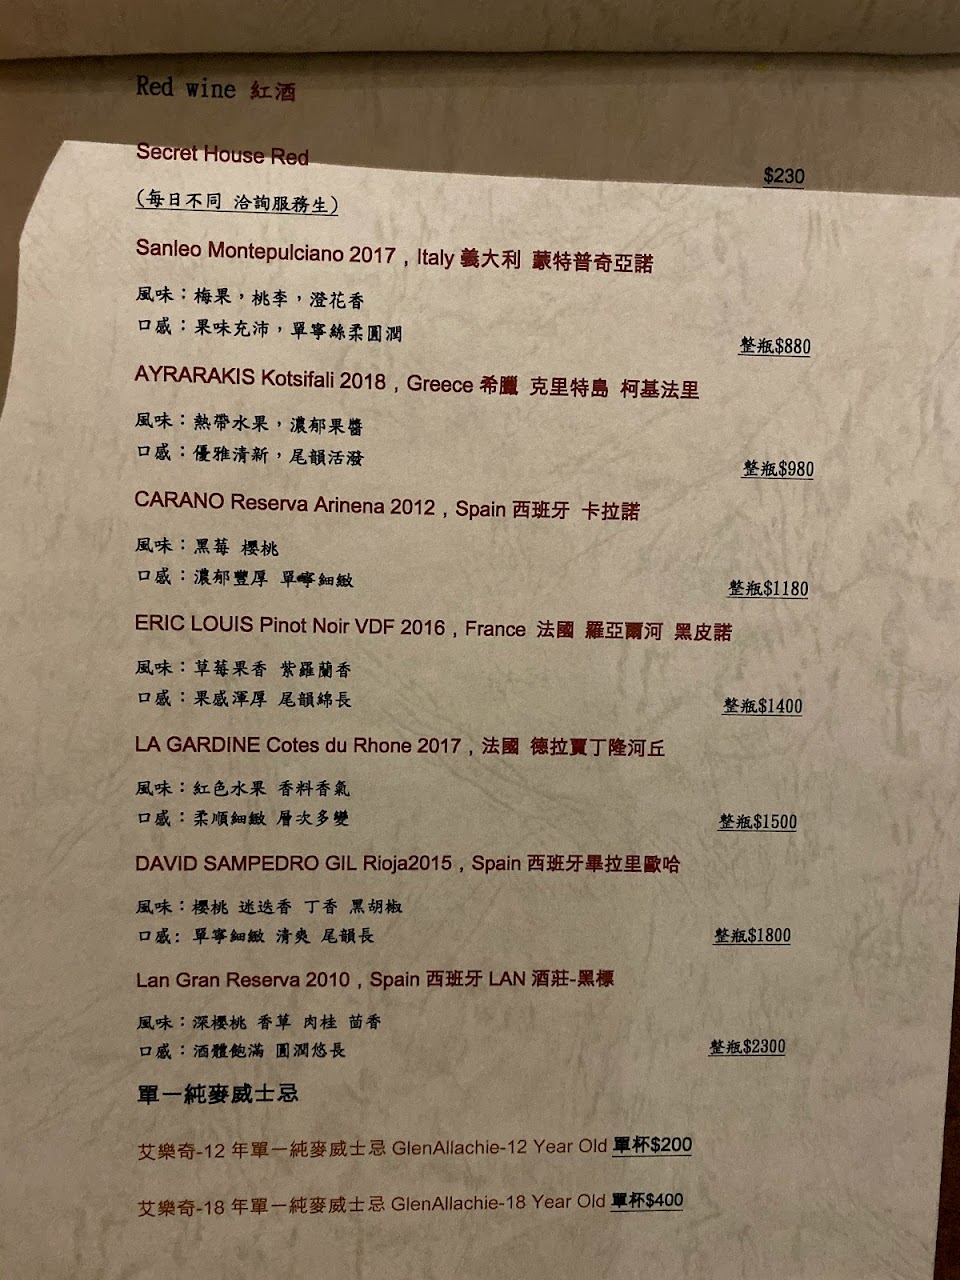 Red wine 紅酒
Secret House Red
$230
(每日不同 洽詢服務生)
Sanleo Montepulciano 2017，Italy 義大利 蒙特普奇亞諾
風味：梅果，桃李，澄花香
口感：果味充沛，單寧絲柔圓潤
整瓶$880
AYRARAKIS Kotsifali 2018，Greece 希臘 克里特島 柯基法里
風味：熱帶水果，濃郁果醬
口感：優雅清新，尾韻活潑
整瓶$980
CARANO Reserva Arinena 2012，Spain 西班牙 卡拉諾
風味：黑莓 櫻桃
口感：濃郁豐厚 單嚀細緻
整瓶$1180
ERIC LOUIS Pinot Noir VDF 2016，France 法國 羅亞爾河 黑皮諾
風味：草莓果香 紫羅蘭香
口感：果感渾厚 尾韻綿長
整瓶$1400
LA GARDINE Cotes du Rhone 2017，法國 德拉賈丁隆河丘
風味：紅色水果 香料香氣
口感：柔順細緻 層次多變
整瓶$1500
DAVID SAMPEDRO GIL Rioja2015，Spain 西班牙畢拉里歐哈
風味：櫻桃 迷迭香 丁香 黑胡椒
口感: 單寧細緻 清爽 尾韻長
整瓶$1800
Lan Gran Reserva 2010，Spain 西班牙 LAN 酒莊-黑標
風味：深櫻桃 香草 肉桂 茴香
口感：酒體飽滿 圓潤悠長
整瓶$2300
單一純麥威士忌
艾樂奇-12 年單一純麥威士忌 GlenAllachie-12 Year Old 單杯$200
艾樂奇-18 年單一純麥威士忌 GlenAllachie-18 Year Old 單杯$400